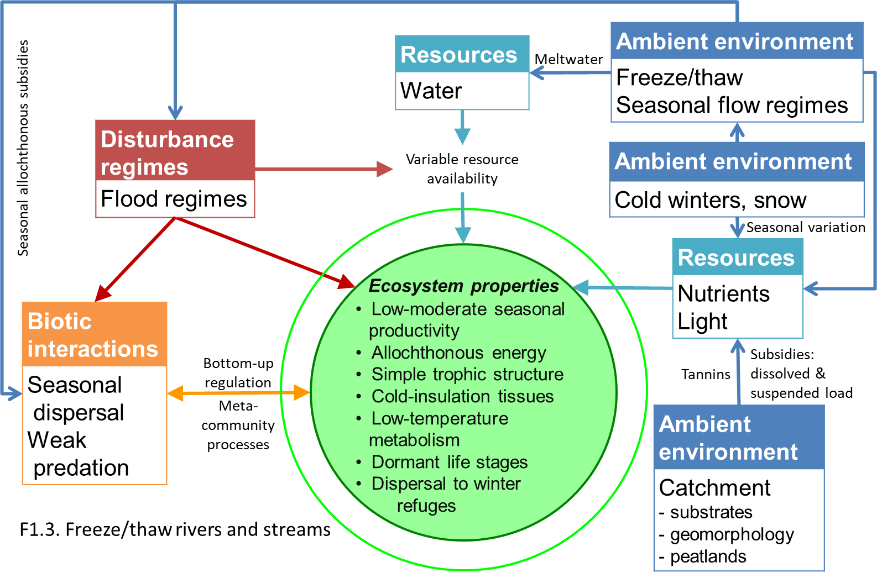 Seasonal allochthonous subsidies
Resources
Water
Meltwater
Ambient environment
Freeze/thaw
Seasonal flow regimes
Disturbance
regimes
Flood regimes
Variable resource
availability
Ambient environment
Cold winters, snow
Seasonal variation
Resources
Nutrients
Light
Ecosystem properties
• Low-moderate seasonal
productivity
• Allochthonous energy
• Simple trophic structure
• Cold-insulation tissues
• Low-temperature
metabolism
• Dormant life stages
• Dispersal to winter
refuges
Biotic
interactions
Seasonal
dispersal
Weak
predation
Bottom-up
regulation
Meta-
community
processes
Tannins
Subsidies:
dissolved &
suspended load
Ambient
environment
Catchment
- substrates
- geomorphology
- peatlands
F1.3. Freeze/thaw rivers and streams